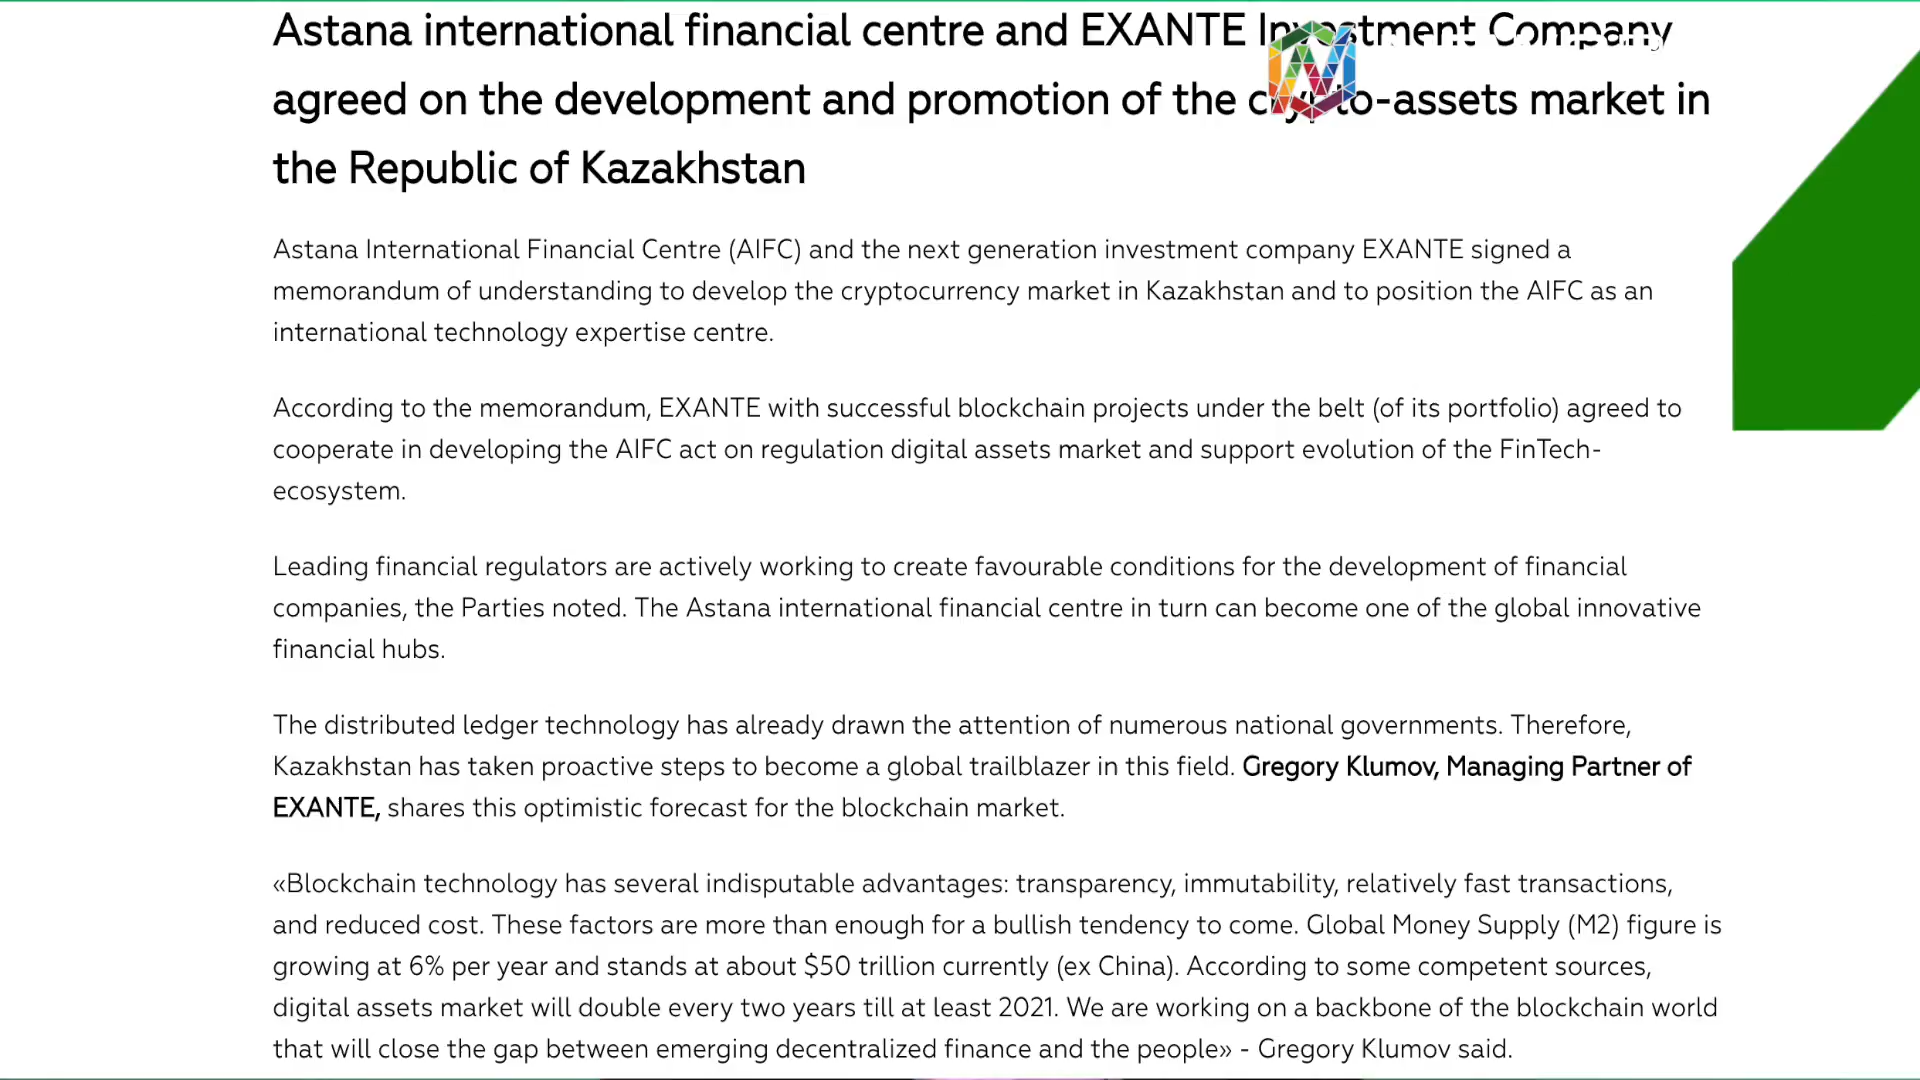 Astana international financial centre and EXANTE Investment Company
agreed on the development and promotion of the crypto-assets market in
the Republic of Kazakhstan
Astana International Financial Centre (AIFC) and the next generation investment company EXANTE signed a
memorandum of understanding to develop the cryptocurrency market in Kazakhstan and to position the AIFC as an
international technology expertise centre.
According to the memorandum, EXANTE with successful blockchain projects under the belt (of its portfolio) agreed to
cooperate in developing the AIFC act on regulation digital assets market and support evolution of the FinTech-
ecosystem.
Leading financial regulators are actively working to create favourable conditions for the development of financial
companies, the Parties noted. The Astana international financial centre in turn can become one of the global innovative
financial hubs.
The distributed ledger technology has already drawn the attention of numerous national governments. Therefore,
Kazakhstan has taken proactive steps to become a global trailblazer in this field. Gregory Klumov, Managing Partner of
EXANTE, shares this optimistic forecast for the blockchain market.
«Blockchain technology has several indisputable advantages: transparency, immutability, relatively fast transactions,
and reduced cost. These factors are more than enough for a bullish tendency to come. Global Money Supply (M2) figure is
growing at 6% per year and stands at about $50 trillion currently (ex China). According to some competent sources,
digital assets market will double every two years till at least 2021. We are working on a backbone of the blockchain world
that will close the gap between emerging decentralized finance and the people» - Gregory Klumov said.